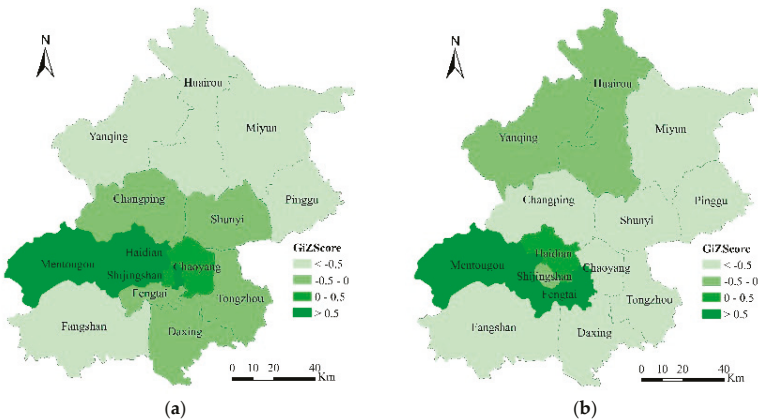 N
Huairou
Yanqing
Miyun
Changping
Pinggu
Shunyi
GiZScore
Mentougou
Haidian
Chaoyang
Shijingshan
Fengtai
Tongzhou
Fangshan
Daxing
< -0.5
-0.5 - 0
0 - 0.5
> 0.5
0 10 20 40
Km
(a)
N
Huairou
Yanqing
Miyun
Changping
Pinggu
Shunyi
GiZScore
Mentougou
Haidian
Chaoyang
Shijingshan
Fengtai
Tongzhou
Fangshan
Daxing
< -0.5
-0.5 - 0
0 - 0.5
> 0.5
0 10 20 40
Km
(b)